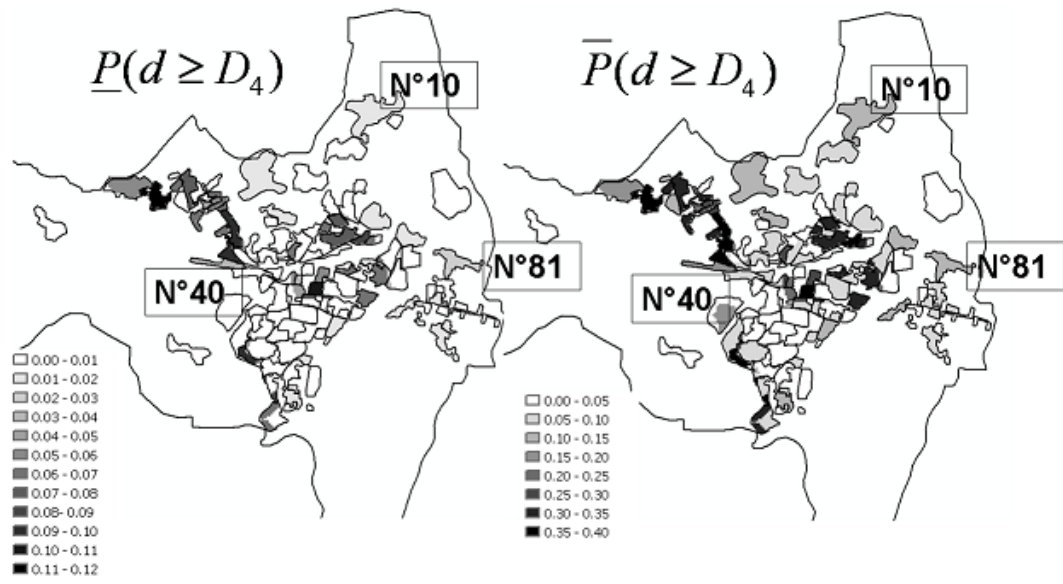 P(d ≥ D₄)
N°10
N°81
N°40
0.00 - 0.01
0.01 - 0.02
0.02 - 0.03
0.03 - 0.04
0.04 - 0.05
0.05 - 0.06
0.06 - 0.07
0.07 - 0.08
0.08- 0.09
0.09 - 0.10
0.10 - 0.11
0.11 - 0.12
P(d ≥ D₄)
N°10
N°81
N°40
0.00 - 0.05
0.05 - 0.10
0.10 - 0.15
0.15 - 0.20
0.20 - 0.25
0.25 - 0.30
0.30 - 0.35
0.35 - 0.40